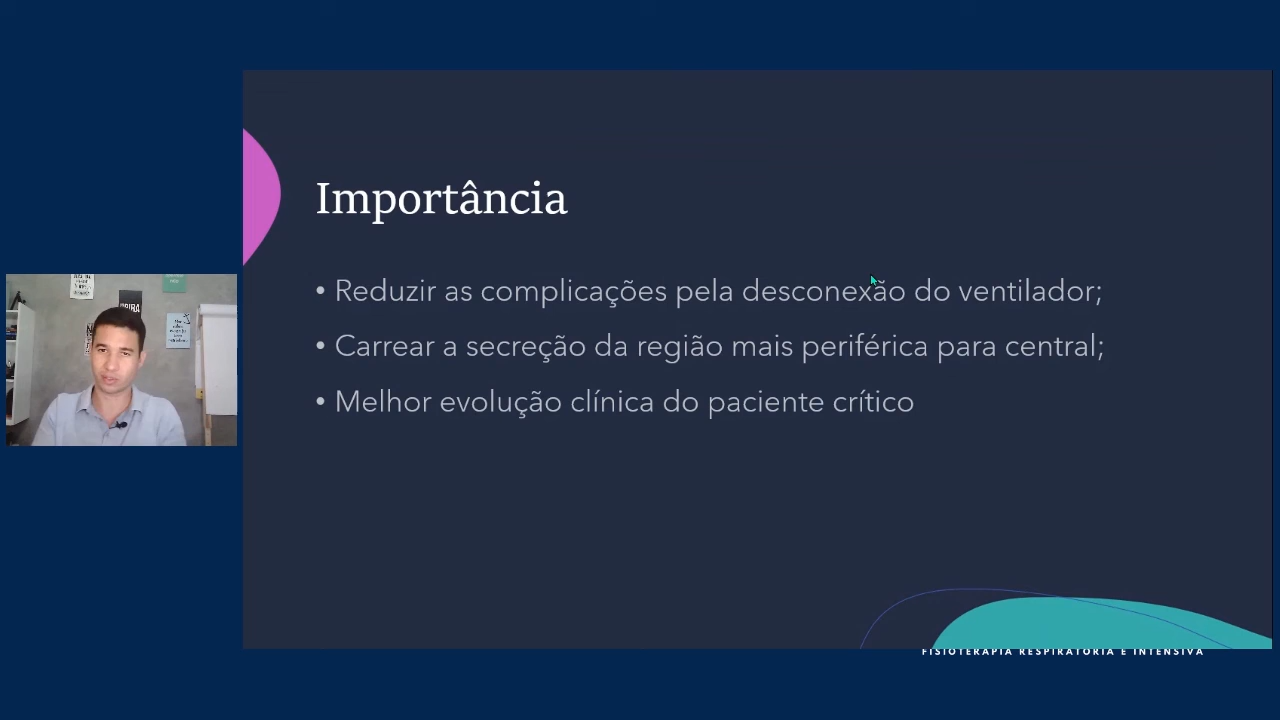 Importância
• Reduzir as complicações pela desconexão do ventilador;
• Carrear a secreção da região mais periférica para central;
• Melhor evolução clínica do paciente crítico
FISIOTERAPIA RESPIRATÓRIA E INTENSIVA